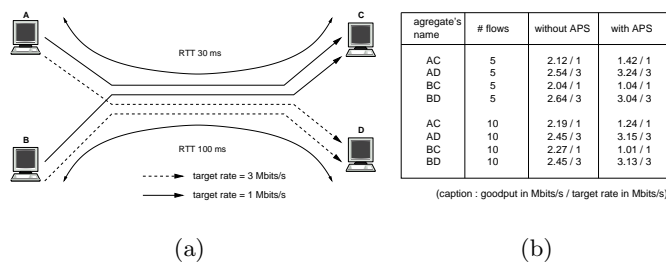 A
C
RTT 30 ms
B
D
RTT 100 ms
target rate = 3 Mbits/s
target rate = 1 Mbits/s
(a)
agregate's name # flows without APS with APS
AC 5 2.12 / 1 1.42 / 1
AD 5 2.54 / 3 3.24 / 3
BC 5 2.04 / 1 1.04 / 1
BD 5 2.64 / 3 3.04 / 3
AC 10 2.19 / 1 1.24 / 1
AD 10 2.45 / 3 3.15 / 3
BC 10 2.27 / 1 1.01 / 1
BD 10 2.45 / 3 3.13 / 3
(caption : goodput in Mbits/s / target rate in Mbits/s)
(b)